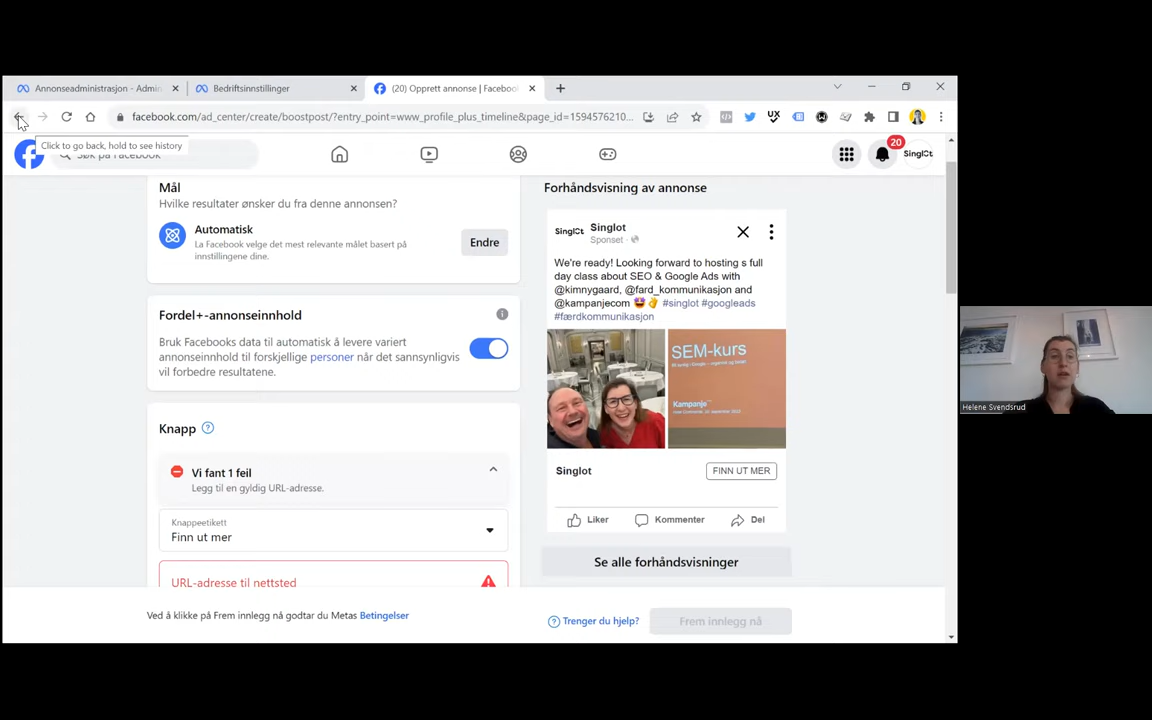 Annonseadministrasjon - Admin
Bedriftsinnstillinger
(20) Opprett annonse | Facebook
facebook.com/ad_center/create/boostpost/?entry_point=www_profile_plus_timeline&page_id=1594576210...
UX
Click to go back, hold to see history
Søk på Facebook
20
Singlot
Mål
Hvilke resultater ønsker du fra denne annonsen?
Automatisk
La Facebook velge det mest relevante målet basert på
innstillingene dine.
Endre
Fordel+-annonseinnhold
Bruk Facebooks data til automatisk å levere variert
annonseinnhold til forskjellige personer når det sannsynligvis
vil forbedre resultatene.
Knapp
Vi fant 1 feil
Legg til en gyldig URL-adresse.
Knappeetikett
Finn ut mer
URL-adresse til nettsted
Ved å klikke på Frem innlegg nå godtar du Metas Betingelser
Forhåndsvisning av annonse
Singlot
Singlot
Sponset
We're ready! Looking forward to hosting s full
day class about SEO & Google Ads with
@kimnygaard, @fard_kommunikasjon and
@kampanjecom #singlot #googleads
#færdkommunikasjon
SEM-kurs
Kampanje
Singlot
FINN UT MER
Liker
Kommenter
Del
Se alle forhåndsvisninger
Trenger du hjelp?
Frem innlegg nå
Helene Svendsrud